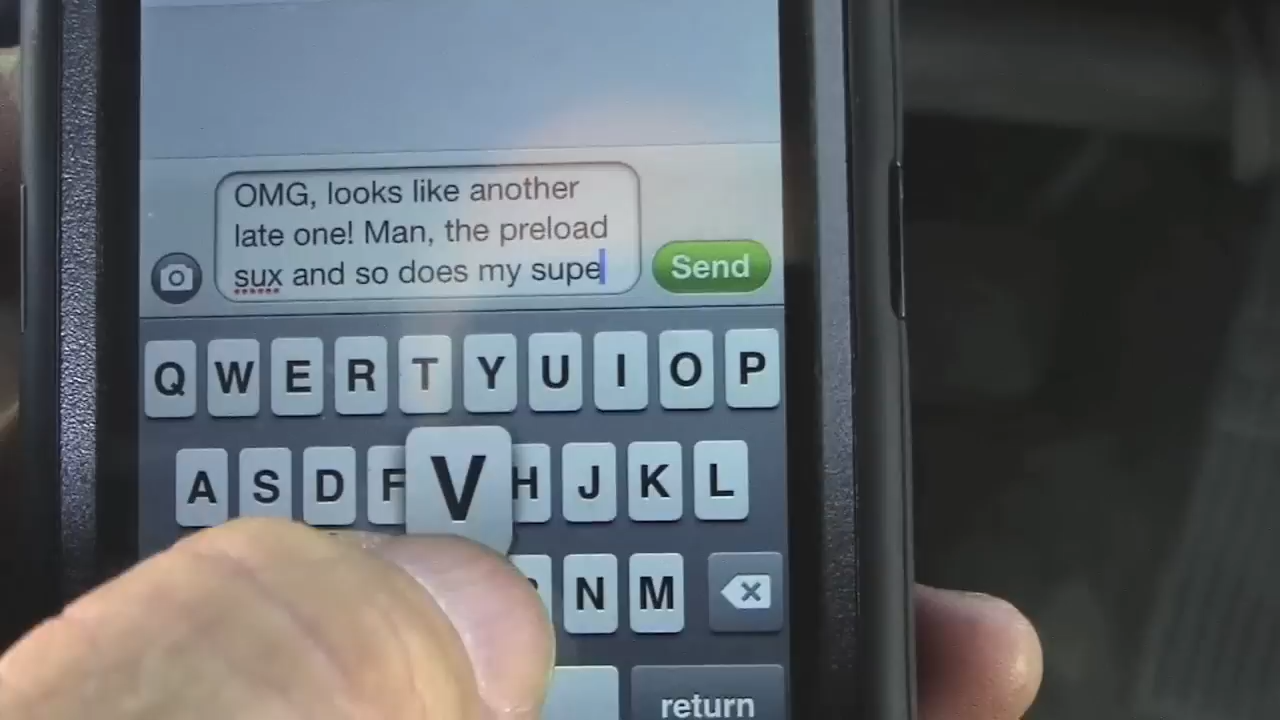 OMG, looks like another
late one! Man, the preload
sux and so does my supe
Send
Q W E R T Y U I O P
A S D F V H J K L
N M
return